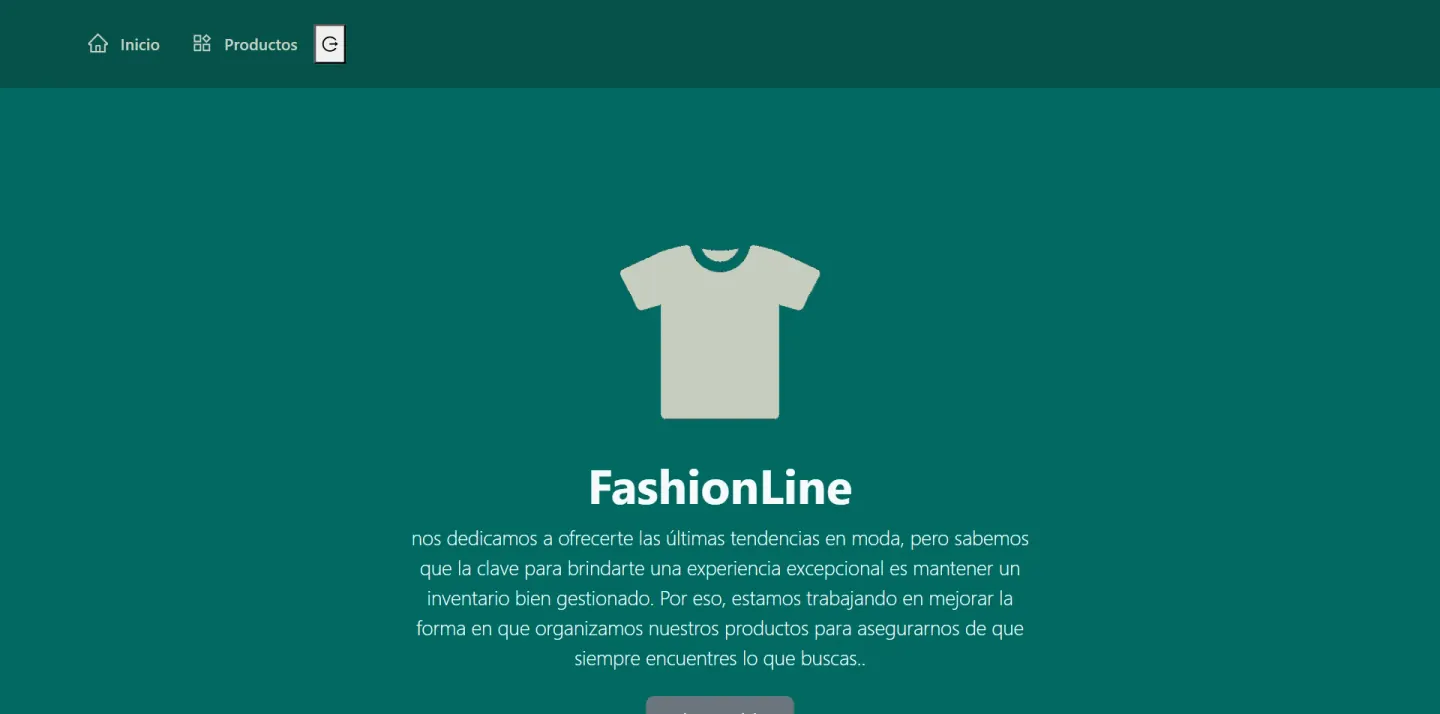 Inicio
Productos
FashionLine
nos dedicamos a ofrecerte las últimas tendencias en moda, pero sabemos
que la clave para brindarte una experiencia excepcional es mantener un
inventario bien gestionado. Por eso, estamos trabajando en mejorar la
forma en que organizamos nuestros productos para asegurarnos de que
siempre encuentres lo que buscas..